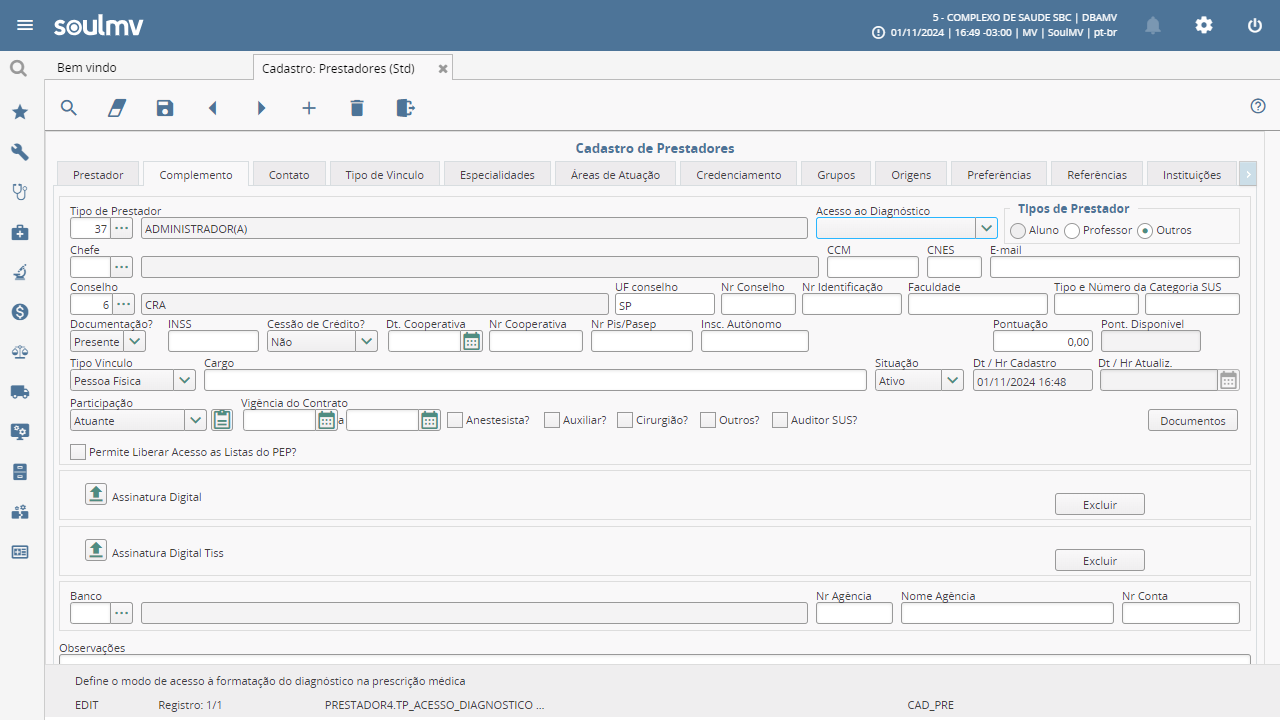 soulmv
5 - COMPLEXO DE SAUDE SBC | DBAMV
01/11/2024 | 16:49 -03:00 | MV | SoulMV | pt-br
Bem vindo
Cadastro: Prestadores (Std)
Cadastro de Prestadores
Prestador
Complemento
Contato
Tipo de Vinculo
Especialidades
Áreas de Atuação
Credenciamento
Grupos
Origens
Preferências
Referências
Instituições
Tipo de Prestador
Acesso ao Diagnóstico
Tipos de Prestador
37
ADMINISTRADOR(A)
Aluno
Professor
Outros
Chefe
CCM
CNES
E-mail
Conselho
UF conselho
Nr Conselho
Nr Identificação
Faculdade
Tipo e Número da Categoria SUS
6
CRA
SP
Documentação?
INSS
Cessão de Crédito?
Dt. Cooperativa
Nr Cooperativa
Nr Pis/Pasep
Insc. Autônomo
Pontuação
Pont. Disponível
Presente
Não
0,00
Tipo Vínculo
Cargo
Situação
Dt / Hr Cadastro
Dt / Hr Atualiz.
Pessoa Física
Ativo
01/11/2024 16:48
Participação
Vigência do Contrato
Atuante
a
Anestesista?
Auxiliar?
Cirurgião?
Outros?
Auditor SUS?
Documentos
Permite Liberar Acesso as Listas do PEP?
Assinatura Digital
Excluir
Assinatura Digital Tiss
Excluir
Banco
Nr Agência
Nome Agência
Nr Conta
Observações
Define o modo de acesso à formatação do diagnóstico na prescrição médica
EDIT
Registro: 1/1
PRESTADOR4.TP_ACESSO_DIAGNOSTICO ...
CAD_PRE